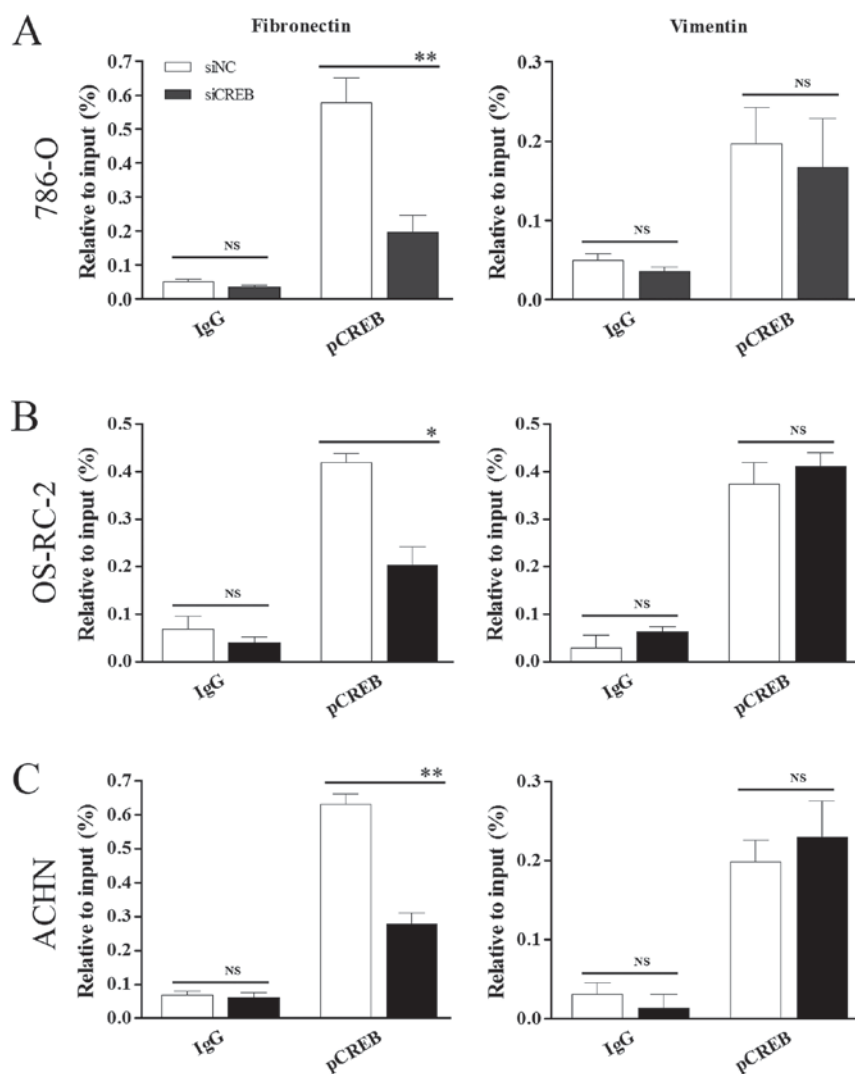 A
Fibronectin
Vimentin
786-O
Relative to input (%)
0.7
0.6
0.5
0.4
0.3
0.2
0.1
0.0
siNC
siCREB
NS
**
IgG
pCREB
Relative to input (%)
0.3
0.2
0.1
0.0
NS
NS
IgG
pCREB
B
OS-RC-2
Relative to input (%)
0.5
0.4
0.3
0.2
0.1
0.0
NS
*
IgG
pCREB
Relative to input (%)
0.5
0.4
0.3
0.2
0.1
0.0
NS
NS
IgG
pCREB
C
ACHN
Relative to input (%)
0.7
0.6
0.5
0.4
0.3
0.2
0.1
0.0
NS
**
IgG
pCREB
Relative to input (%)
0.3
0.2
0.1
0.0
NS
NS
IgG
pCREB